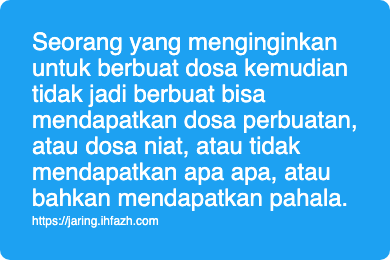 Seorang yang menginginkan
untuk berbuat dosa kemudian
tidak jadi berbuat bisa
mendapatkan dosa perbuatan,
atau dosa niat, atau tidak
mendapatkan apa apa, atau
bahkan mendapatkan pahala.
https://jaring.ihfazh.com